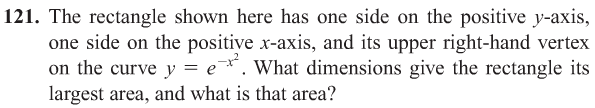 121. The rectangle shown here has one side on the positive y-axis,
one side on the positive x-axis, and its upper right-hand vertex
on the curve y = e^{-x^2}. What dimensions give the rectangle its
largest area, and what is that area?